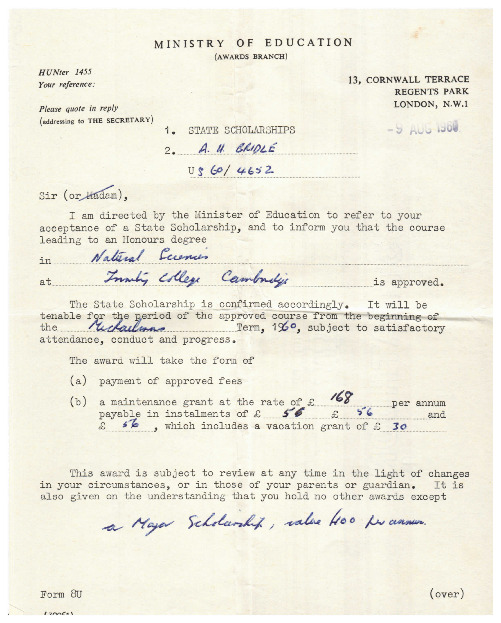 MINISTRY OF EDUCATION
(AWARDS BRANCH)
HUNter 1455
Your reference:
13, CORNWALL TERRACE
REGENTS PARK
LONDON, N.W.1
Please quote in reply
(addressing to THE SECRETARY)
-9 AUG 1960
1. STATE SCHOLARSHIPS
2. A. H. BRIDLE
US 60/4652
Sir (or Madam),
I am directed by the Minister of Education to refer to your
acceptance of a State Scholarship, and to inform you that the course
leading to an Honours degree
in Natural Sciences
at Trinity College Cambridge is approved.
The State Scholarship is confirmed accordingly. It will be
tenable for the period of the approved course from the beginning of
the Michaelmas Term, 1960, subject to satisfactory
attendance, conduct and progress.
The award will take the form of
(a) payment of approved fees
(b) a maintenance grant at the rate of £ 168 per annum
payable in instalments of £ 56 £ 56 and
£ 56, which includes a vacation grant of £ 30
This award is subject to review at any time in the light of changes
in your circumstances, or in those of your parents or guardian. It is
also given on the understanding that you hold no other awards except
a Major Scholarship, value £100 per annum.
Form 8U
(over)